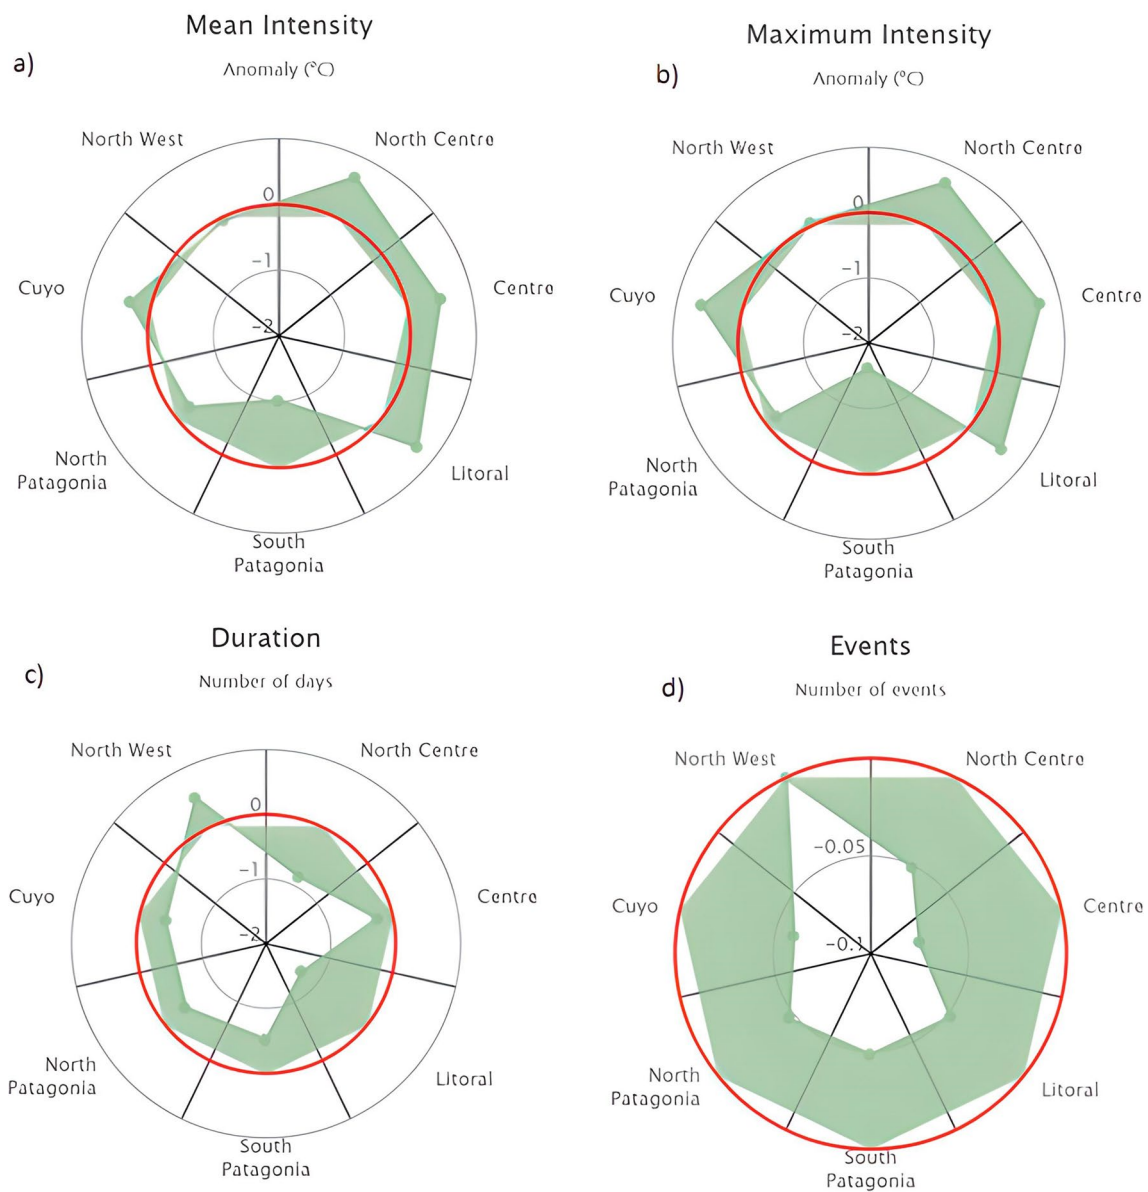 Mean Intensity
a)
Anomaly (°C)
North West
North Centre
0
-1
-2
Cuyo
Centre
North
Patagonia
Litoral
South
Patagonia
Maximum Intensity
b)
Anomaly (°C)
North West
North Centre
0
-1
-2
Cuyo
Centre
North
Patagonia
Litoral
South
Patagonia
Duration
c)
Number of days
North West
North Centre
0
-1
-2
Cuyo
Centre
North
Patagonia
Litoral
South
Patagonia
Events
d)
Number of events
North West
North Centre
-0.05
-0.1
Cuyo
Centre
North
Patagonia
Litoral
South
Patagonia